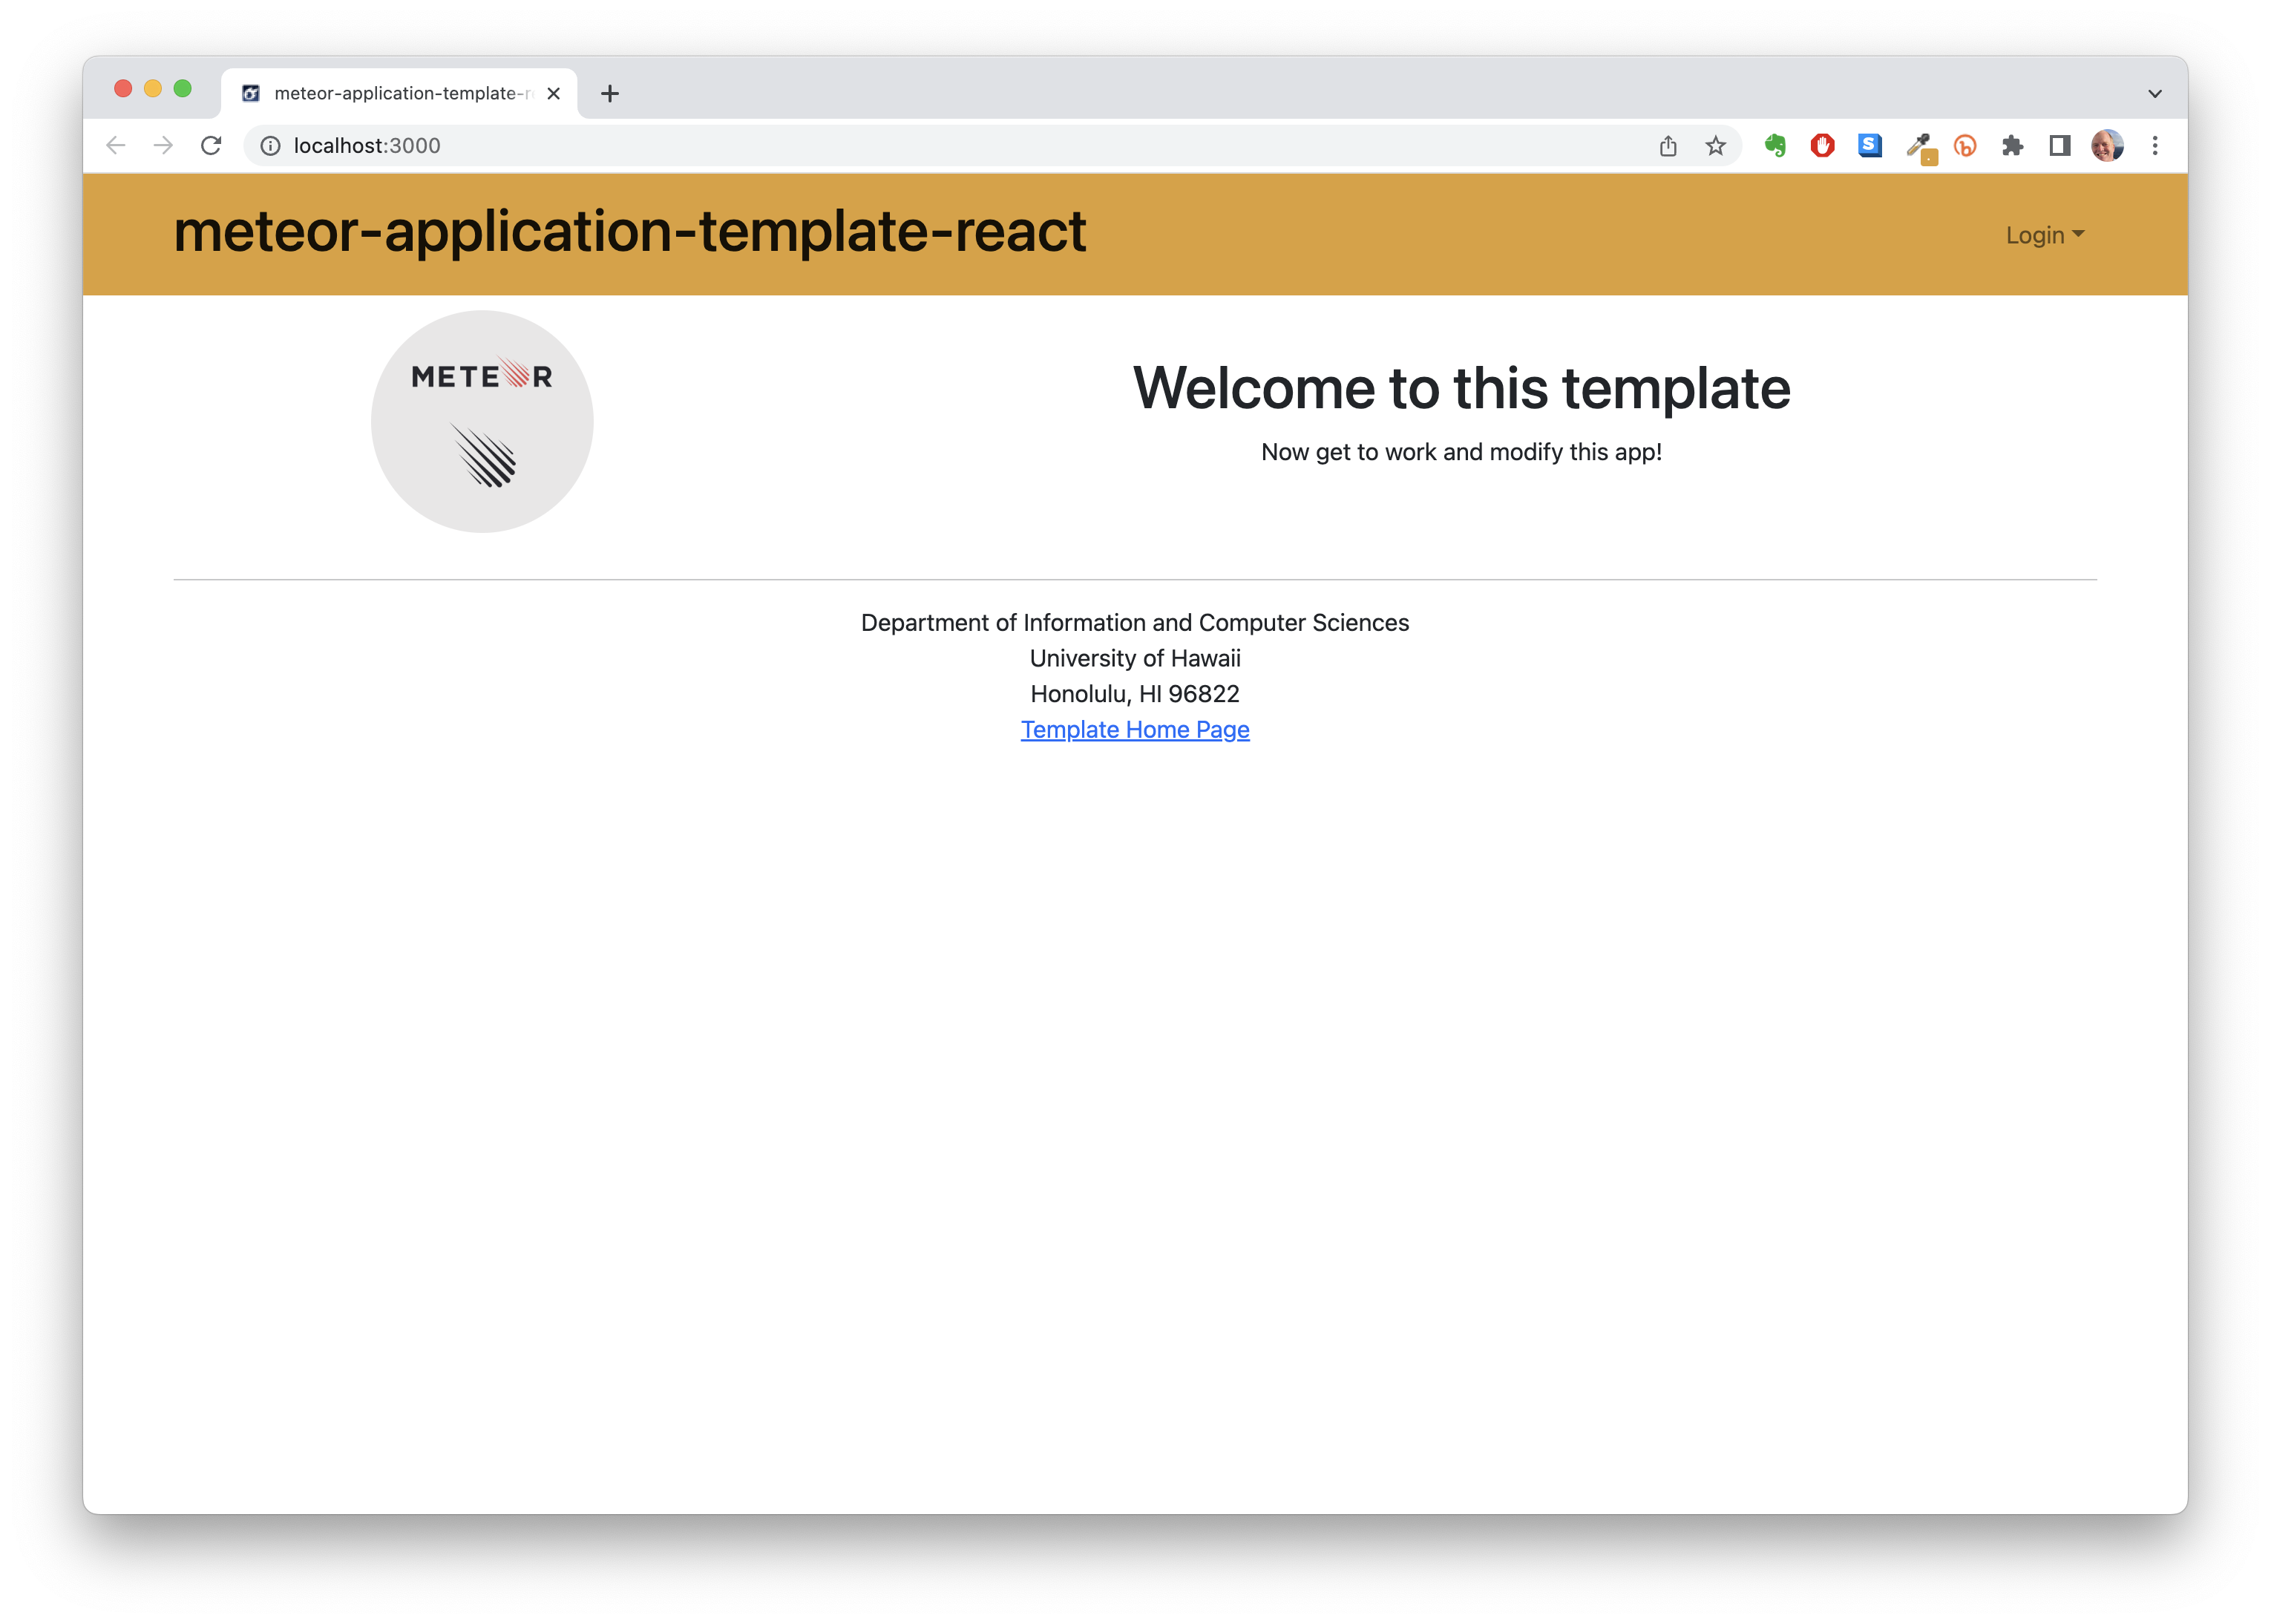 meteor-application-template-r
localhost:3000
meteor-application-template-react
Login
METEOR
Welcome to this template
Now get to work and modify this app!
Department of Information and Computer Sciences
University of Hawaii
Honolulu, HI 96822
Template Home Page